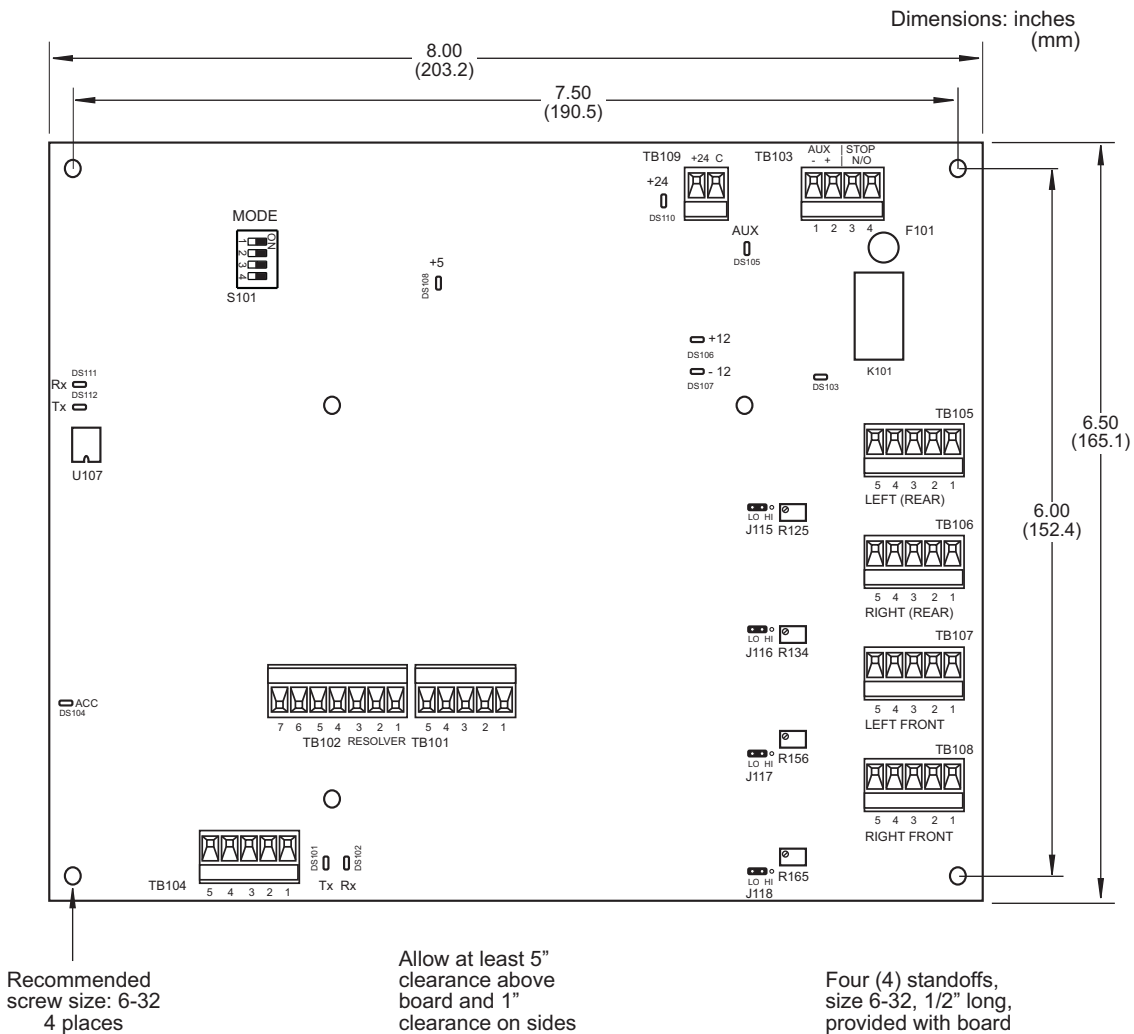 Dimensions: inches
(mm)
8.00
(203.2)
7.50
(190.5)
TB109 +24 C
TB103
AUX STOP
- + N/O
+24
DS110
1 2 3 4
F101
AUX
DS105
MODE
ON
1
2
3
4
S101
+5
DS108
+12
DS106
- 12
DS107
DS103
K101
DS111
Rx
DS112
Tx
U107
TB105
5 4 3 2 1
LEFT (REAR)
6.50
(165.1)
6.00
(152.4)
LO HI
J115 R125
TB106
5 4 3 2 1
RIGHT (REAR)
LO HI
J116 R134
TB107
5 4 3 2 1
LEFT FRONT
ACC
DS104
7 6 5 4 3 2 1
5 4 3 2 1
TB102 RESOLVER TB101
LO HI
J117
R156
TB108
5 4 3 2 1
RIGHT FRONT
TB104
5 4 3 2 1
DS101
DS102
Tx Rx
LO HI
J118
R165
Recommended
screw size: 6-32
4 places
Allow at least 5”
clearance above
board and 1”
clearance on sides
Four (4) standoffs,
size 6-32, 1/2” long,
provided with board